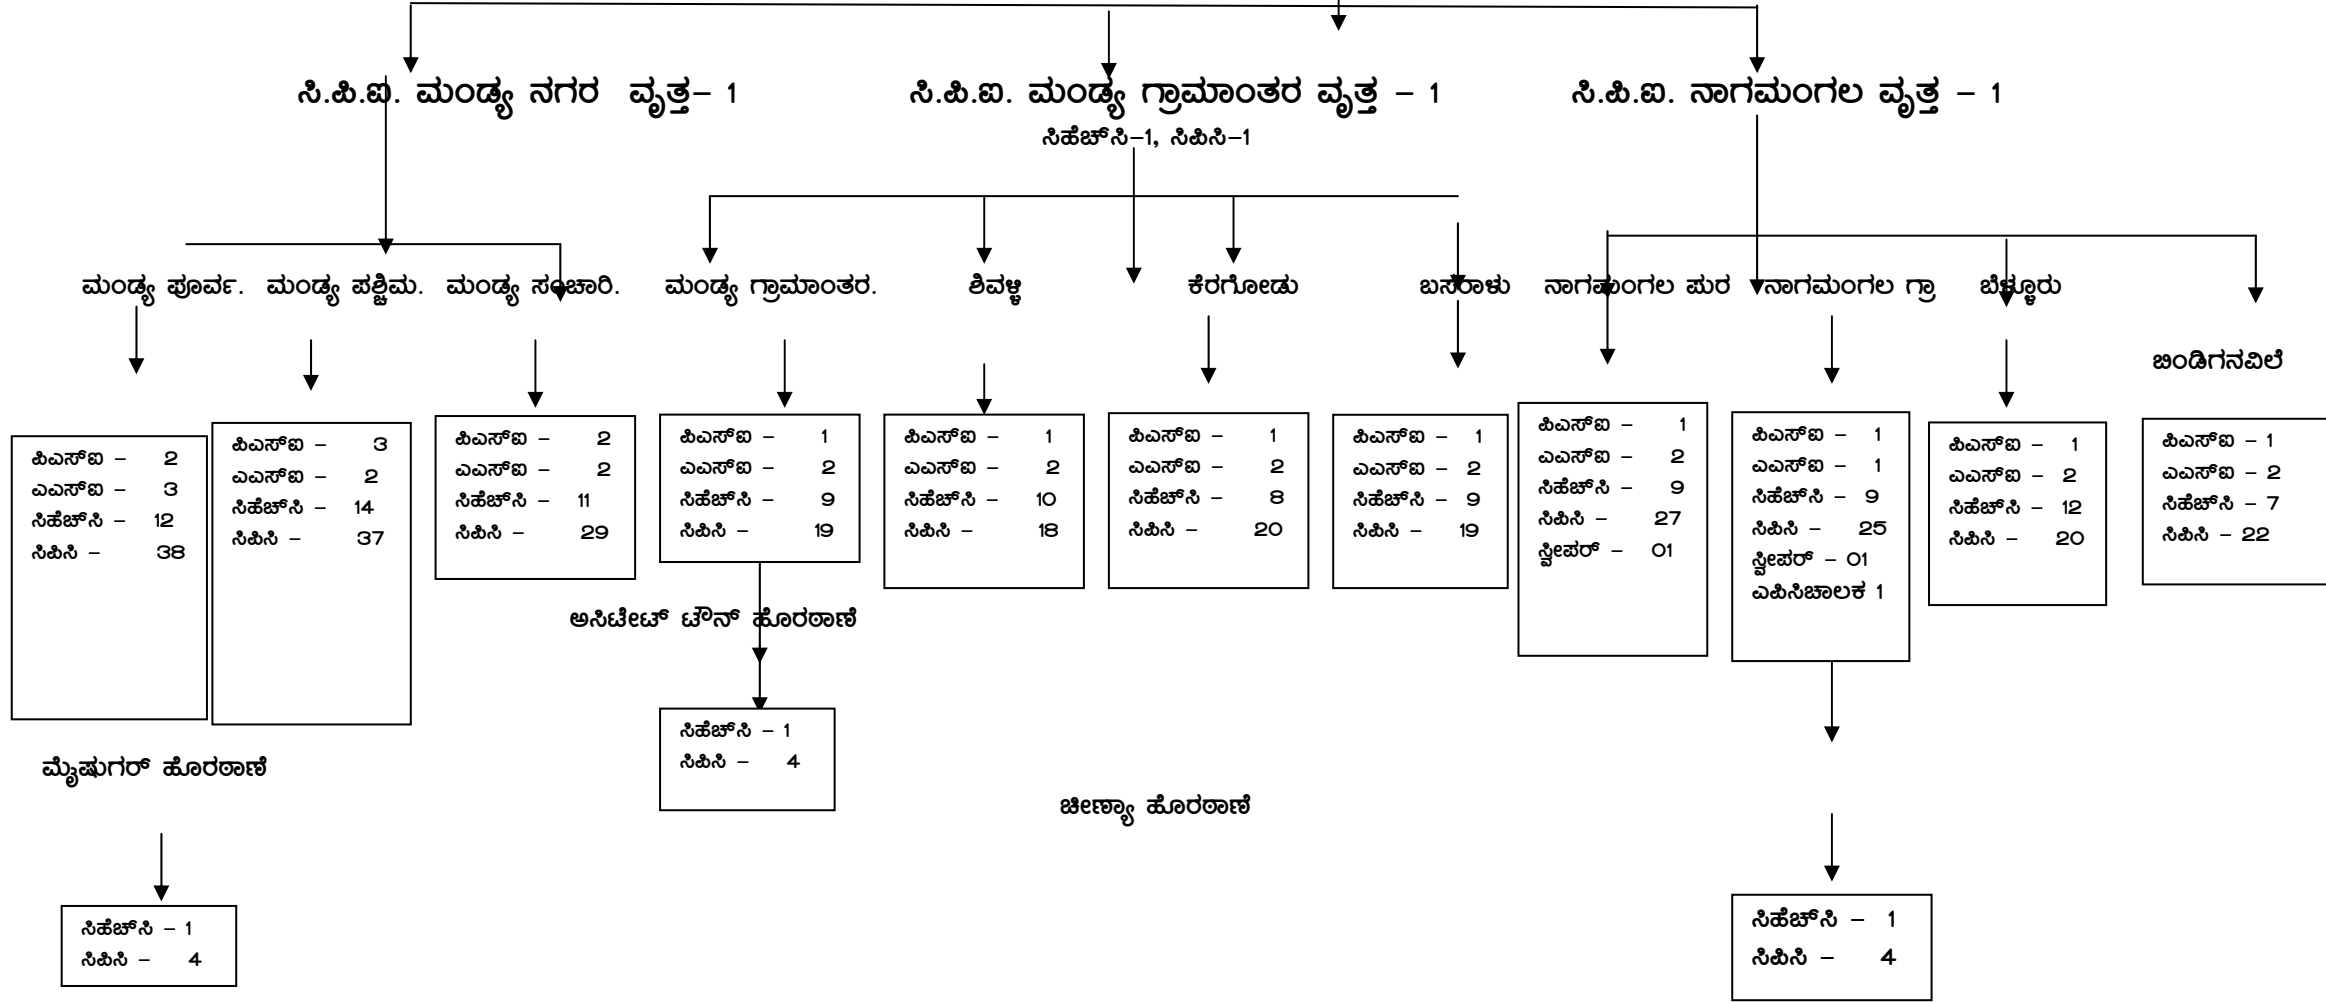 ಸಿ.ಪಿ.ಐ. ಮಂಡ್ಯ ನಗರ ವೃತ್ತ– 1
ಸಿ.ಪಿ.ಐ. ಮಂಡ್ಯ ಗ್ರಾಮಾಂತರ ವೃತ್ತ – 1
ಸಿಹೆಚ್‌ಸಿ–1, ಸಿಪಿಸಿ–1
ಸಿ.ಪಿ.ಐ. ನಾಗಮಂಗಲ ವೃತ್ತ – 1
ಮಂಡ್ಯ ಪೂರ್ವ.
ಮಂಡ್ಯ ಪಶ್ಚಿಮ.
ಮಂಡ್ಯ ಸಂಚಾರಿ.
ಮಂಡ್ಯ ಗ್ರಾಮಾಂತರ.
ಶಿವಳ್ಳಿ
ಕೆರಗೋಡು
ಬಸರಾಳು
ನಾಗಮಂಗಲ ಪುರ
ನಾಗಮಂಗಲ ಗ್ರಾ
ಬೆಳ್ಳೂರು
ಬಿಂಡಿಗನವಿಲೆ
ಪಿಎಸ್‌ಐ – 2
ಎಎಸ್‌ಐ – 3
ಸಿಹೆಚ್‌ಸಿ – 12
ಸಿಪಿಸಿ – 38
ಪಿಎಸ್‌ಐ – 3
ಎಎಸ್‌ಐ – 2
ಸಿಹೆಚ್‌ಸಿ – 14
ಸಿಪಿಸಿ – 37
ಪಿಎಸ್‌ಐ – 2
ಎಎಸ್‌ಐ – 2
ಸಿಹೆಚ್‌ಸಿ – 11
ಸಿಪಿಸಿ – 29
ಪಿಎಸ್‌ಐ – 1
ಎಎಸ್‌ಐ – 2
ಸಿಹೆಚ್‌ಸಿ – 9
ಸಿಪಿಸಿ – 19
ಪಿಎಸ್‌ಐ – 1
ಎಎಸ್‌ಐ – 2
ಸಿಹೆಚ್‌ಸಿ – 10
ಸಿಪಿಸಿ – 18
ಪಿಎಸ್‌ಐ – 1
ಎಎಸ್‌ಐ – 2
ಸಿಹೆಚ್‌ಸಿ – 8
ಸಿಪಿಸಿ – 20
ಪಿಎಸ್‌ಐ – 1
ಎಎಸ್‌ಐ – 2
ಸಿಹೆಚ್‌ಸಿ – 9
ಸಿಪಿಸಿ – 19
ಪಿಎಸ್‌ಐ – 1
ಎಎಸ್‌ಐ – 2
ಸಿಹೆಚ್‌ಸಿ – 9
ಸಿಪಿಸಿ – 27
ಸ್ವೀಪರ್ – 01
ಪಿಎಸ್‌ಐ – 1
ಎಎಸ್‌ಐ – 1
ಸಿಹೆಚ್‌ಸಿ – 9
ಸಿಪಿಸಿ – 25
ಸ್ವೀಪರ್ – 01
ಎಪಿಸಿಚಾಲಕ 1
ಪಿಎಸ್‌ಐ – 1
ಎಎಸ್‌ಐ – 2
ಸಿಹೆಚ್‌ಸಿ – 12
ಸಿಪಿಸಿ – 20
ಪಿಎಸ್‌ಐ – 1
ಎಎಸ್‌ಐ – 2
ಸಿಹೆಚ್‌ಸಿ – 7
ಸಿಪಿಸಿ – 22
ಅಸಿಟೇಟ್ ಟೌನ್ ಹೊರಠಾಣೆ
ಸಿಹೆಚ್‌ಸಿ – 1
ಸಿಪಿಸಿ – 4
ಮೈಷುಗರ್ ಹೊರಠಾಣೆ
ಚೀಣ್ಯಾ ಹೊರಠಾಣೆ
ಸಿಹೆಚ್‌ಸಿ – 1
ಸಿಪಿಸಿ – 4
ಸಿಹೆಚ್‌ಸಿ – 1
ಸಿಪಿಸಿ – 4